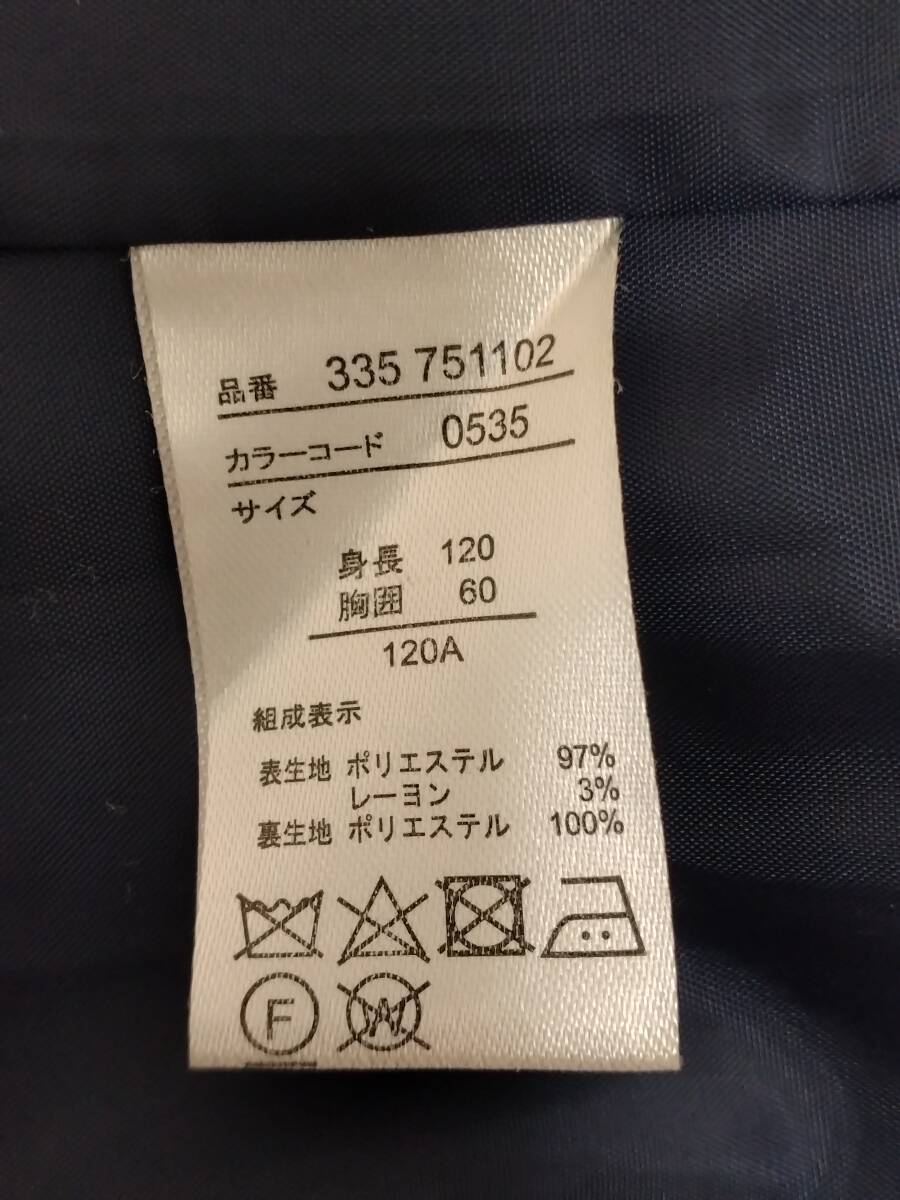 品番 335 751102
カラーコード 0535
サイズ
身長 120
胸囲 60
120A
組成表示
表生地 ポリエステル 97%
レーヨン 3%
裏生地 ポリエステル 100%
F W